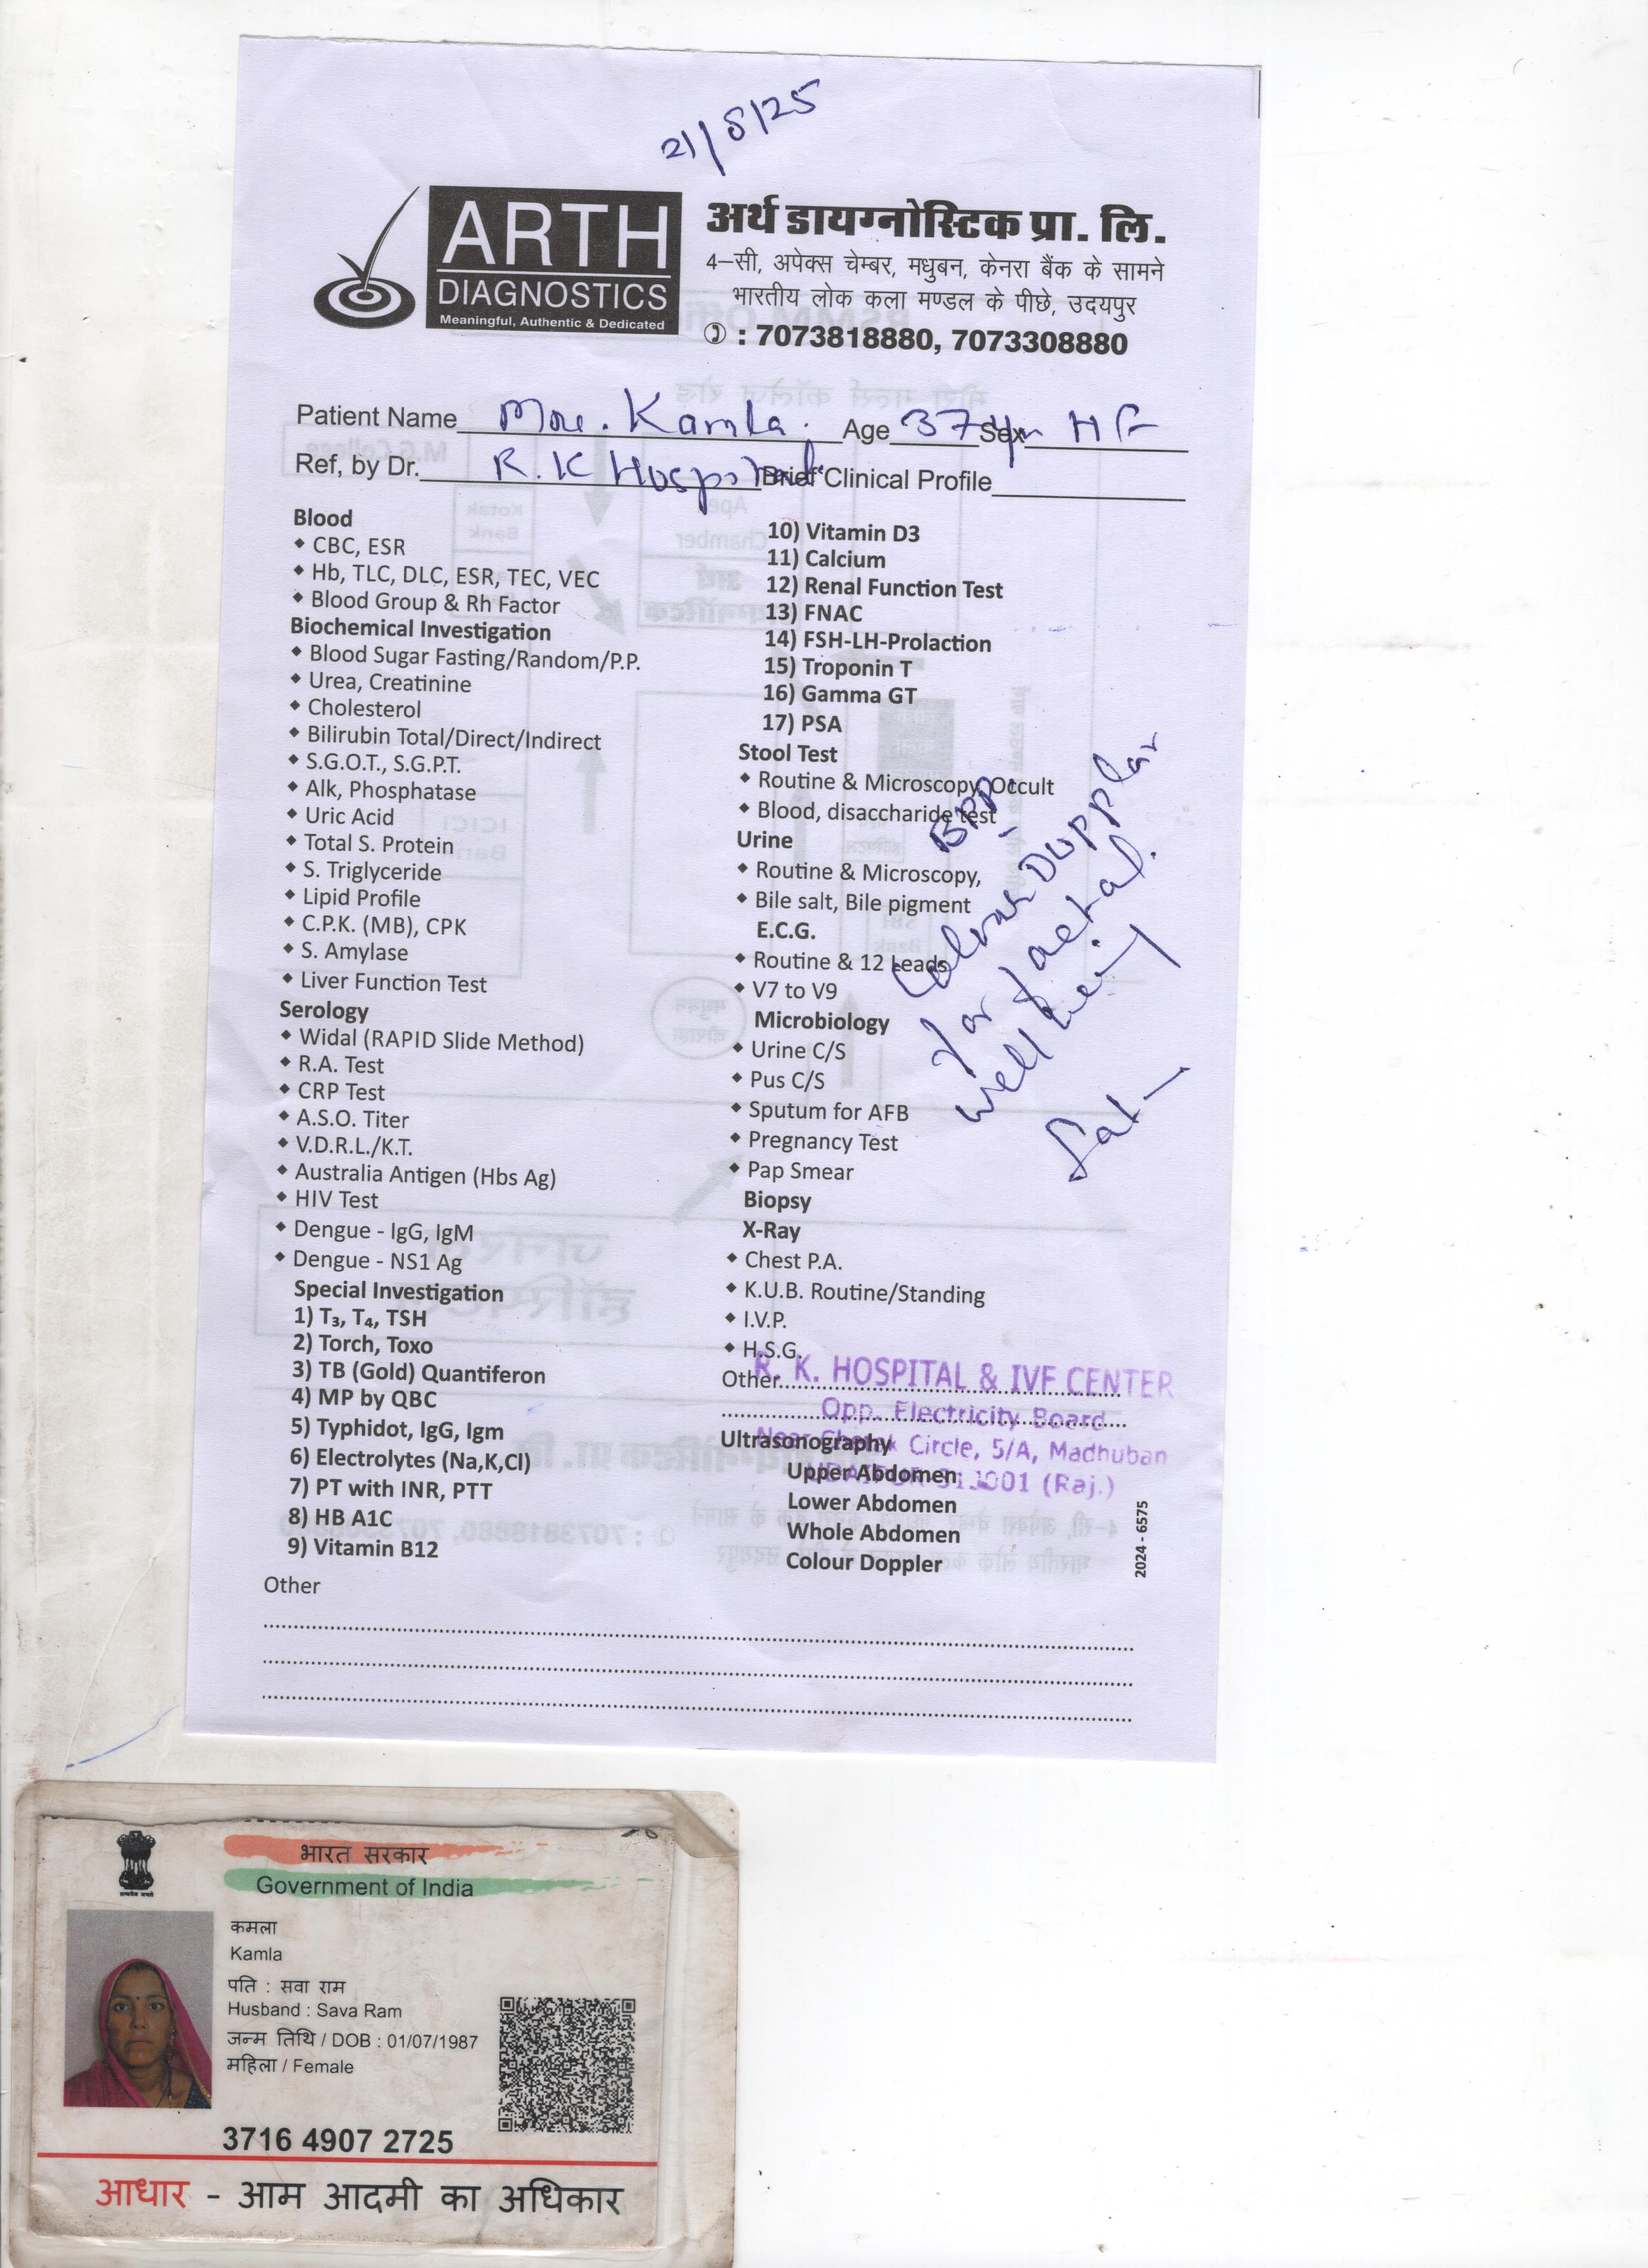 21/8/25
ARTH
DIAGNOSTICS
Meaningful, Authentic & Dedicated
अर्थ डायग्नोस्टिक प्रा. लि.
4–सी, अपेक्स चेम्बर, मधुबन, केनरा बैंक के सामने
भारतीय लोक कला मण्डल के पीछे, उदयपुर
: 7073818880, 7073308880
Patient Name Mrs. Kamla. Age 37 yrs Sex F
Ref, by Dr. R.K Hospital Brief Clinical Profile
Blood
CBC, ESR
Hb, TLC, DLC, ESR, TEC, VEC
Blood Group & Rh Factor
Biochemical Investigation
Blood Sugar Fasting/Random/P.P.
Urea, Creatinine
Cholesterol
Bilirubin Total/Direct/Indirect
S.G.O.T., S.G.P.T.
Alk, Phosphatase
Uric Acid
Total S. Protein
S. Triglyceride
Lipid Profile
C.P.K. (MB), CPK
S. Amylase
Liver Function Test
Serology
Widal (RAPID Slide Method)
R.A. Test
CRP Test
A.S.O. Titer
V.D.R.L./K.T.
Australia Antigen (Hbs Ag)
HIV Test
Dengue - IgG, IgM
Dengue - NS1 Ag
Special Investigation
1) T₃, T₄, TSH
2) Torch, Toxo
3) TB (Gold) Quantiferon
4) MP by QBC
5) Typhidot, IgG, Igm
6) Electrolytes (Na,K,Cl)
7) PT with INR, PTT
8) HB A1C
9) Vitamin B12
Other
10) Vitamin D3
11) Calcium
12) Renal Function Test
13) FNAC
14) FSH-LH-Prolaction
15) Troponin T
16) Gamma GT
17) PSA
Stool Test
Routine & Microscopy, Occult
Blood, disaccharide test
Urine
Routine & Microscopy,
Bile salt, Bile pigment
E.C.G.
Routine & 12 Leads
V7 to V9
Microbiology
Urine C/S
Pus C/S
Sputum for AFB
Pregnancy Test
Pap Smear
Biopsy
X-Ray
Chest P.A.
K.U.B. Routine/Standing
I.V.P.
H.S.G.
Other
Ultrasonography
Upper Abdomen
Lower Abdomen
Whole Abdomen
Colour Doppler
BPP
Colour Dopplar
for faetal
well being
R. K. HOSPITAL & IVF CENTER
Opp. Electricity Board
Near Chetak Circle, 5/A, Madhuban
UDAIPUR 313001 (Raj.)
2024 - 6575
भारत सरकार
Government of India
कमला
Kamla
पति : सवा राम
Husband : Sava Ram
जन्म तिथि / DOB : 01/07/1987
महिला / Female
3716 4907 2725
आधार - आम आदमी का अधिकार